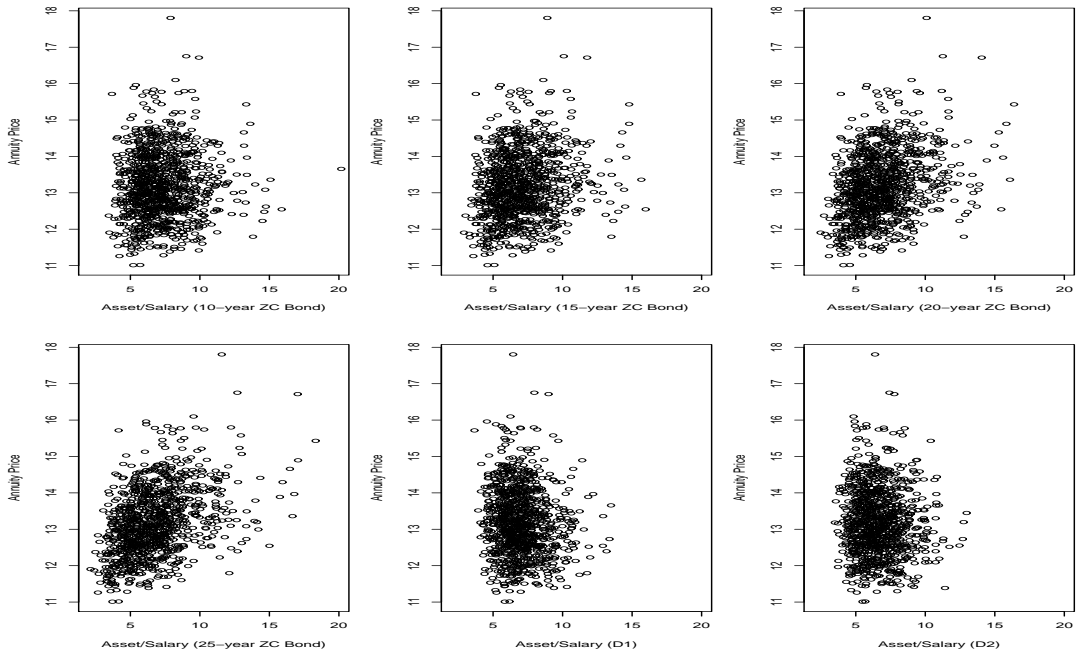 18
17
16
15
14
13
12
11
Annuity Price
5 10 15 20
Asset/Salary (10−year ZC Bond)
18
17
16
15
14
13
12
11
Annuity Price
5 10 15 20
Asset/Salary (15−year ZC Bond)
18
17
16
15
14
13
12
11
Annuity Price
5 10 15 20
Asset/Salary (20−year ZC Bond)
18
17
16
15
14
13
12
11
Annuity Price
5 10 15 20
Asset/Salary (25−year ZC Bond)
18
17
16
15
14
13
12
11
Annuity Price
5 10 15 20
Asset/Salary (D1)
18
17
16
15
14
13
12
11
Annuity Price
5 10 15 20
Asset/Salary (D2)